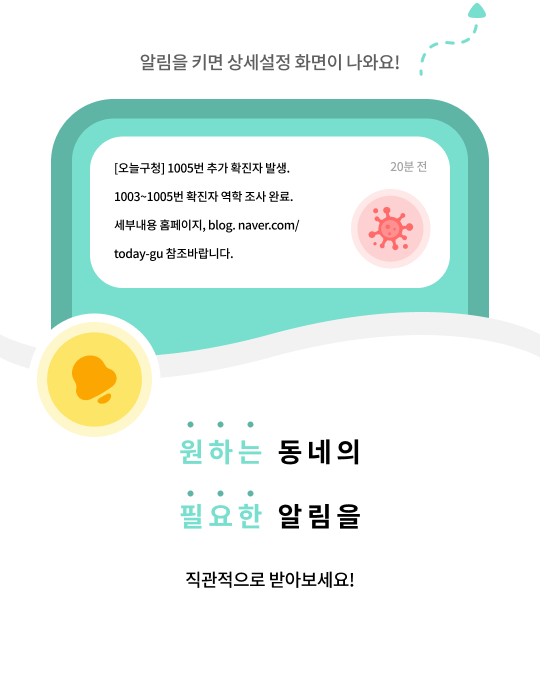 알림을 키면 상세설정 화면이 나와요!
[오늘구청] 1005번 추가 확진자 발생.
20분 전
1003~1005번 확진자 역학 조사 완료.
세부내용 홈페이지, blog. naver.com/
today-gu 참조바랍니다.
원하는 동네의
필요한 알림을
직관적으로 받아보세요!